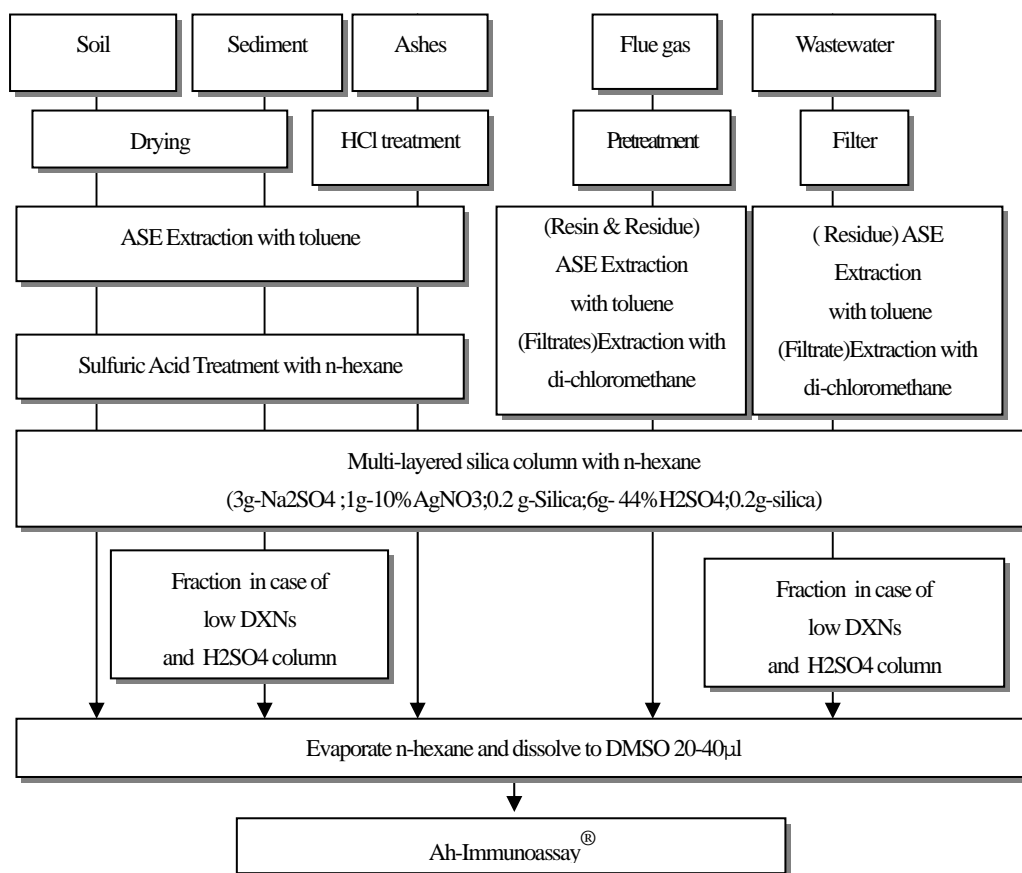 Soil
Sediment
Ashes
Flue gas
Wastewater
Drying
HCl treatment
Pretreatment
Filter
ASE Extraction with toluene
(Resin & Residue)
ASE Extraction
with toluene
(Filtrates)Extraction with
di-chloromethane
( Residue) ASE
Extraction
with toluene
(Filtrate)Extraction with
di-chloromethane
Sulfuric Acid Treatment with n-hexane
Multi-layered silica column with n-hexane
(3g-Na2SO4 ;1g-10%AgNO3;0.2 g-Silica;6g- 44%H2SO4;0.2g-silica)
Fraction in case of
low DXNs
and H2SO4 column
Fraction in case of
low DXNs
and H2SO4 column
Evaporate n-hexane and dissolve to DMSO 20-40μl
Ah-Immunoassay®